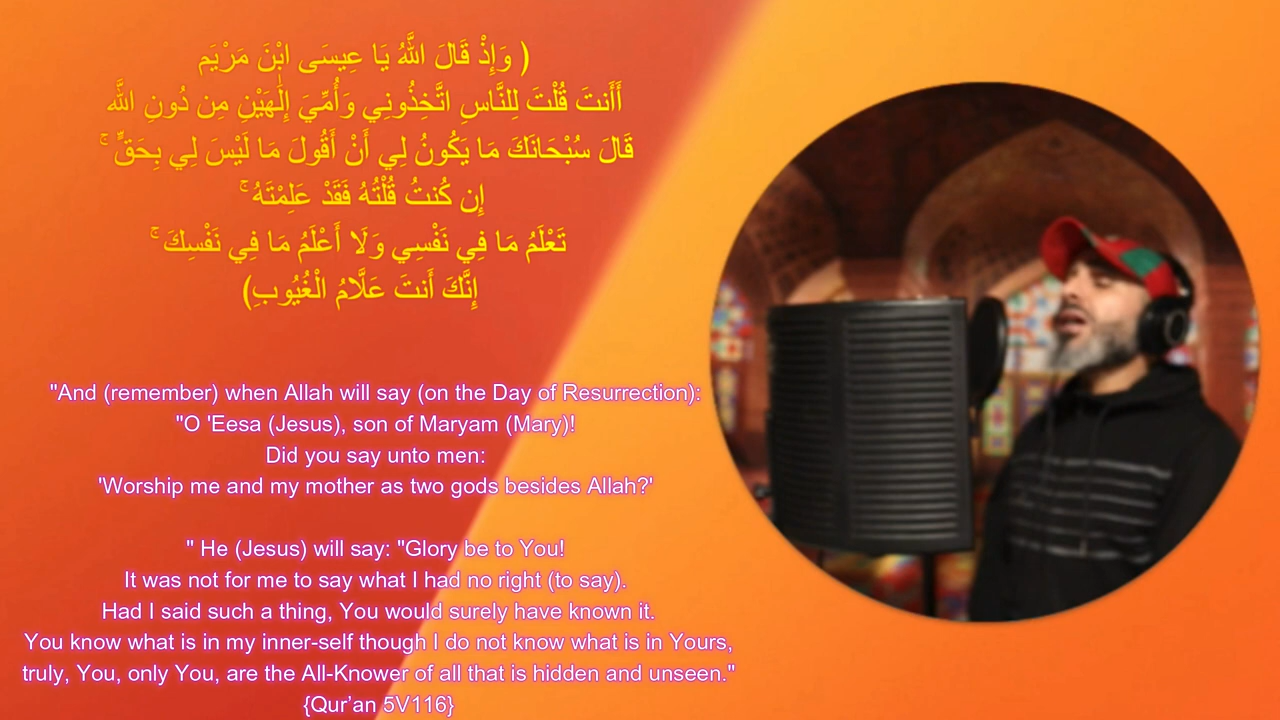 ( وَإِذْ قَالَ اللَّهُ يَا عِيسَى ابْنَ مَرْيَم
أَأَنتَ قُلْتَ لِلنَّاسِ اتَّخِذُونِي وَأُمِّيَ إِلَٰهَيْنِ مِن دُونِ اللَّه
قَالَ سُبْحَانَكَ مَا يَكُونُ لِي أَنْ أَقُولَ مَا لَيْسَ لِي بِحَقٍّ ۚ
إِن كُنتُ قُلْتُهُ فَقَدْ عَلِمْتَهُ ۚ
تَعْلَمُ مَا فِي نَفْسِي وَلَا أَعْلَمُ مَا فِي نَفْسِكَ ۚ
إِنَّكَ أَنتَ عَلَّامُ الْغُيُوبِ)
"And (remember) when Allah will say (on the Day of Resurrection):
"O 'Eesa (Jesus), son of Maryam (Mary)!
Did you say unto men:
'Worship me and my mother as two gods besides Allah?'
" He (Jesus) will say: "Glory be to You!
It was not for me to say what I had no right (to say).
Had I said such a thing, You would surely have known it.
You know what is in my inner-self though I do not know what is in Yours,
truly, You, only You, are the All-Knower of all that is hidden and unseen."
{Qur’an 5V116}